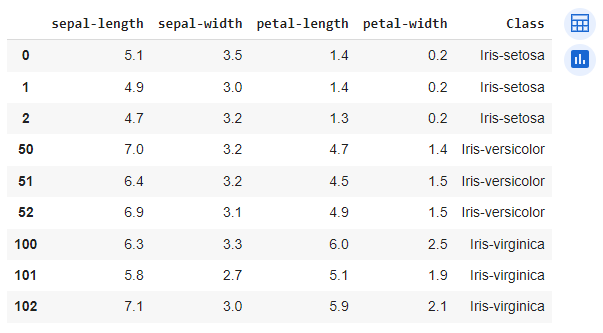 sepal-length sepal-width petal-length petal-width Class
0 5.1 3.5 1.4 0.2 Iris-setosa
1 4.9 3.0 1.4 0.2 Iris-setosa
2 4.7 3.2 1.3 0.2 Iris-setosa
50 7.0 3.2 4.7 1.4 Iris-versicolor
51 6.4 3.2 4.5 1.5 Iris-versicolor
52 6.9 3.1 4.9 1.5 Iris-versicolor
100 6.3 3.3 6.0 2.5 Iris-virginica
101 5.8 2.7 5.1 1.9 Iris-virginica
102 7.1 3.0 5.9 2.1 Iris-virginica